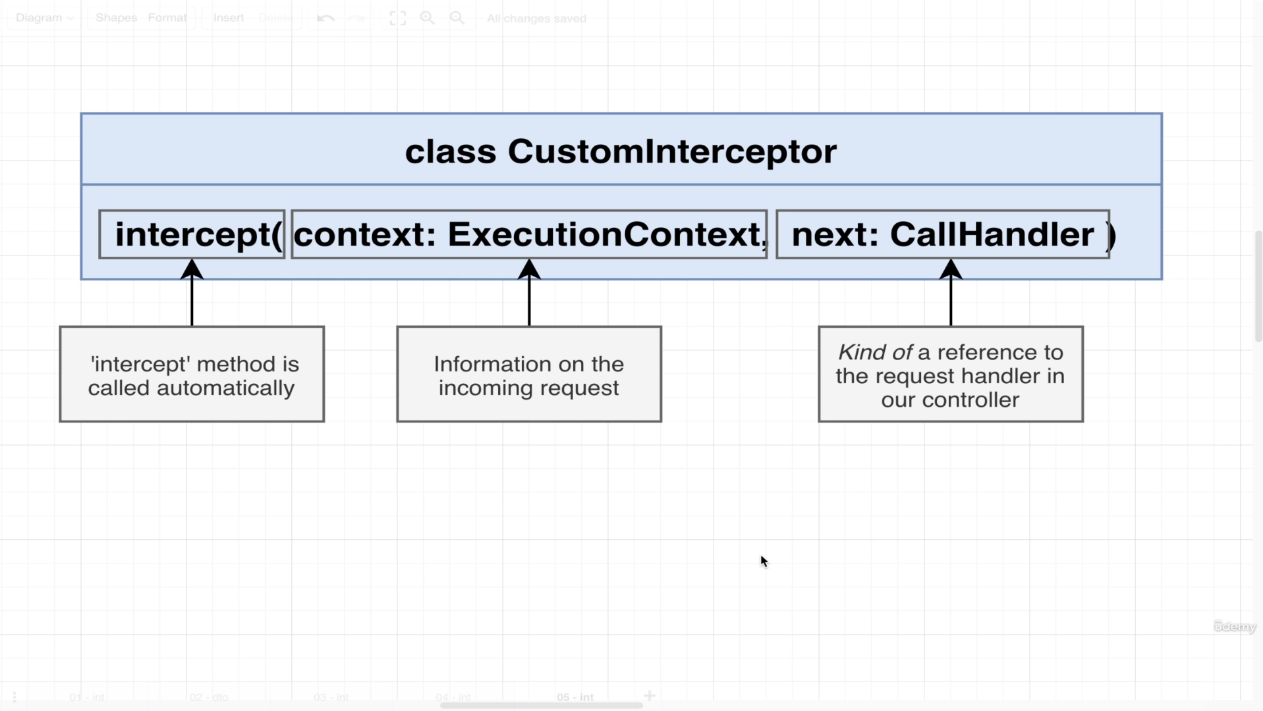 Diagram Shapes Format Insert Delete All changes saved
class CustomInterceptor
intercept( context: ExecutionContext, next: CallHandler )
'intercept' method is
called automatically
Information on the
incoming request
Kind of a reference to
the request handler in
our controller
ûdemy
01 - int 02 - dto 03 - int 04 - int 05 - int